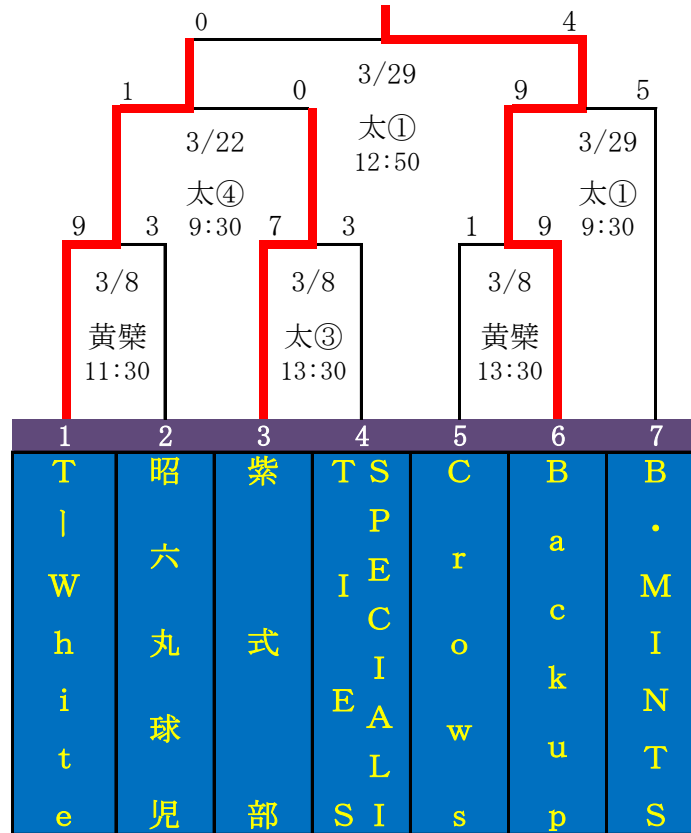 0 4
3/29
太①
12:50
1 0 9 5
3/22
太④
9:30
3/29
太①
9:30
9 3 7 3 1 9
3/8
黄檗
11:30
3/8
太③
13:30
3/8
黄檗
13:30
1 2 3 4 5 6 7
T－White
昭六丸球児
紫式部
SPECIALI
TIES
Crows
Backup
B・MINTS